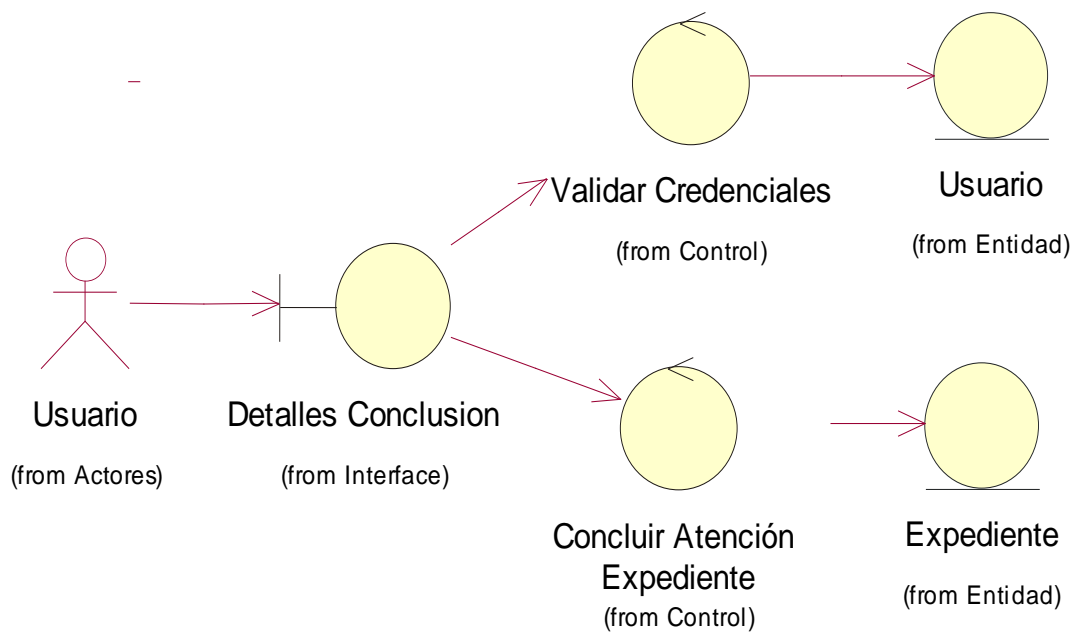 Validar Credenciales
(from Control)
Usuario
(from Entidad)
Usuario
(from Actores)
Detalles Conclusion
(from Interface)
Concluir Atención
Expediente
(from Control)
Expediente
(from Entidad)